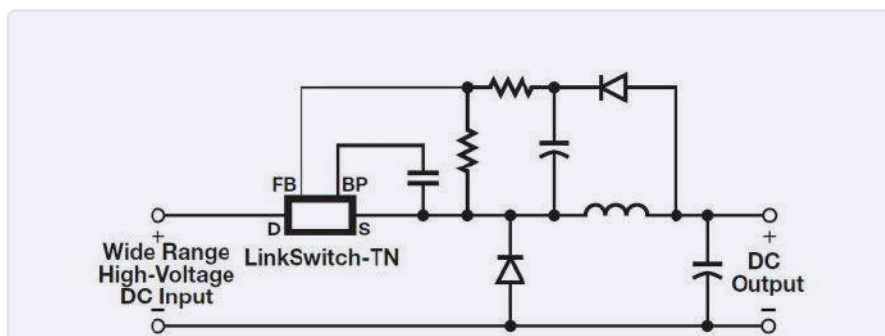 FB BP
D S
+ +
Wide Range LinkSwitch-TN DC
High-Voltage Output
DC Input
− −